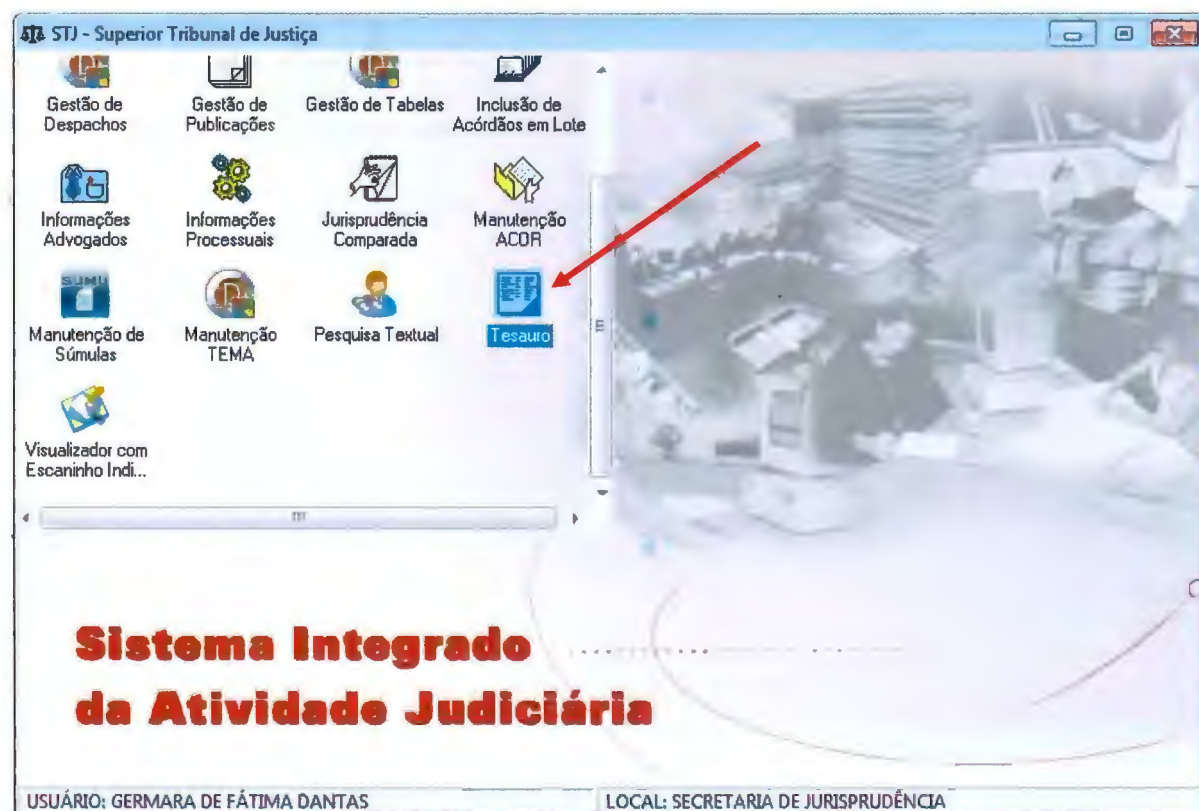 STJ - Superior Tribunal de Justiça
Gestão de
Despachos
Gestão de
Publicações
Gestão de Tabelas
Inclusão de
Acórdãos em Lote
Informações
Advogados
Informações
Processuais
Jurisprudência
Comparada
Manutenção
ACOR
SUMU
Manutenção de
Súmulas
Manutenção
TEMA
Pesquisa Textual
Tesauro
Visualizador com
Escaninho Indi...
Sistema Integrado
da Atividade Judiciária
USUÁRIO: GERMARA DE FÁTIMA DANTAS
LOCAL: SECRETARIA DE JURISPRUDÊNCIA